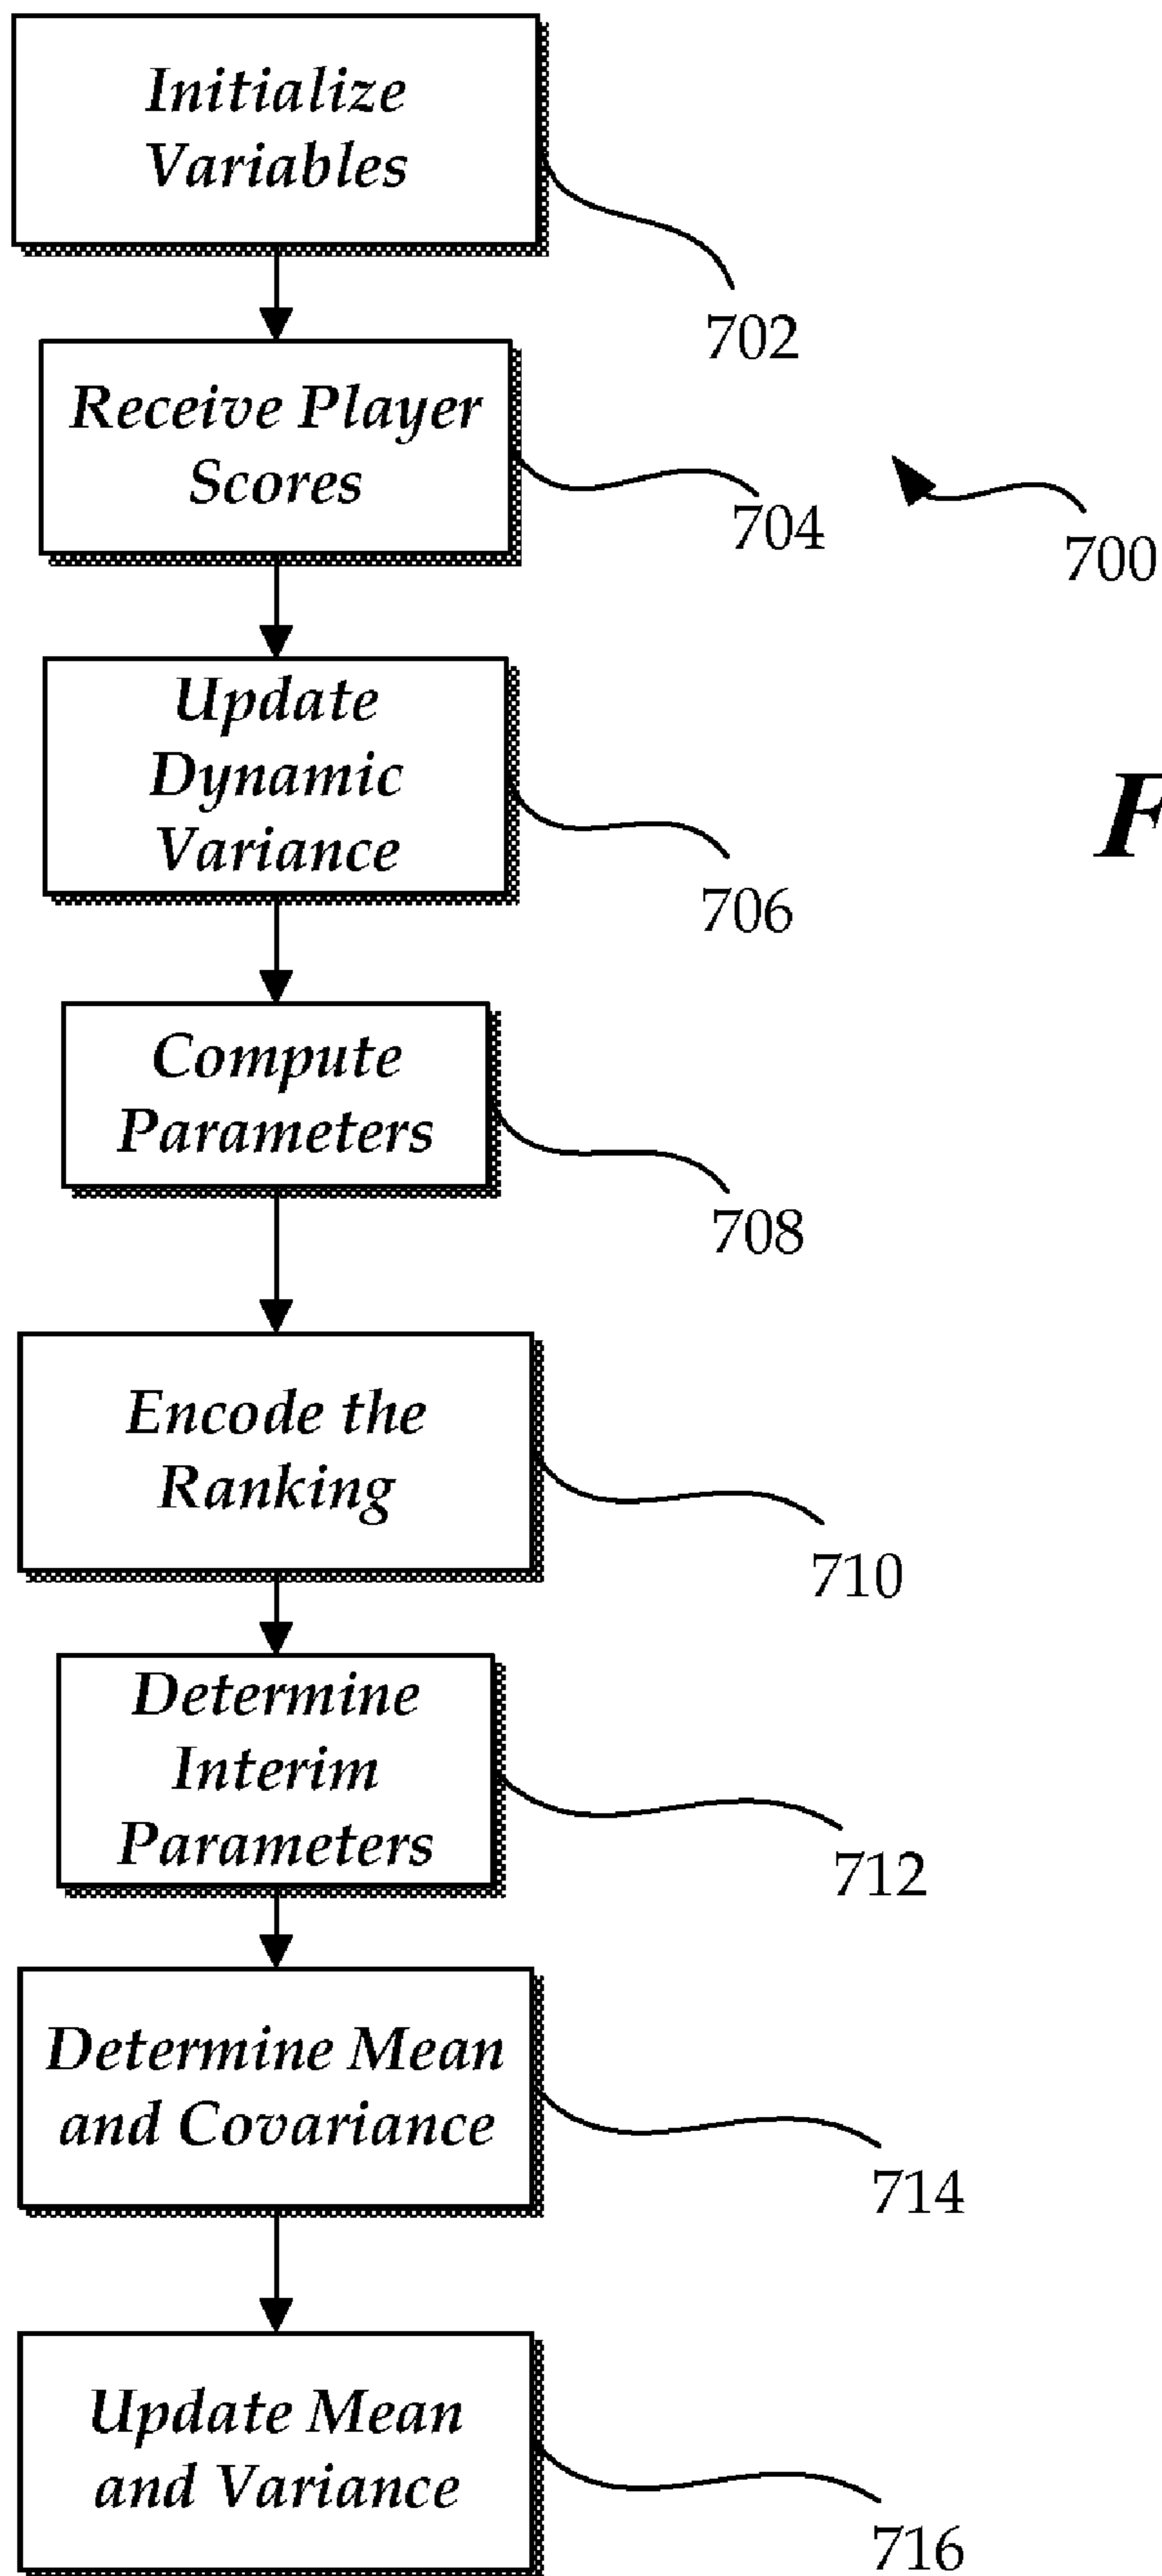 Initialize
Variables
702
Receive Player
Scores
704
700
Update
Dynamic
Variance
F
706
Compute
Parameters
708
Encode the
Ranking
710
Determine
Interim
Parameters
712
Determine Mean
and Covariance
714
Update Mean
and Variance
716